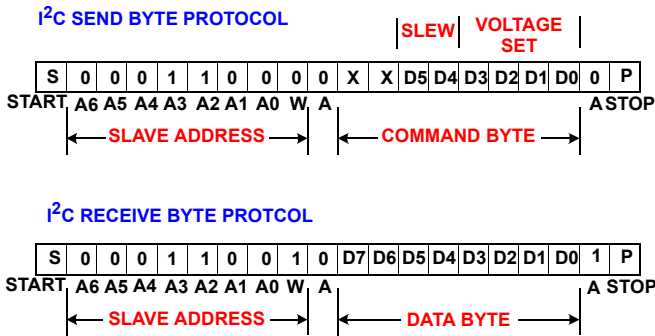 I²C SEND BYTE PROTOCOL
SLEW VOLTAGE SET
S 0 0 0 1 1 0 0 0 0 X X D5 D4 D3 D2 D1 D0 0 P
START A6 A5 A4 A3 A2 A1 A0 W A A STOP
SLAVE ADDRESS COMMAND BYTE
I²C RECEIVE BYTE PROTCOL
S 0 0 0 1 1 0 0 1 0 D7 D6 D5 D4 D3 D2 D1 D0 1 P
START A6 A5 A4 A3 A2 A1 A0 W A A STOP
SLAVE ADDRESS DATA BYTE